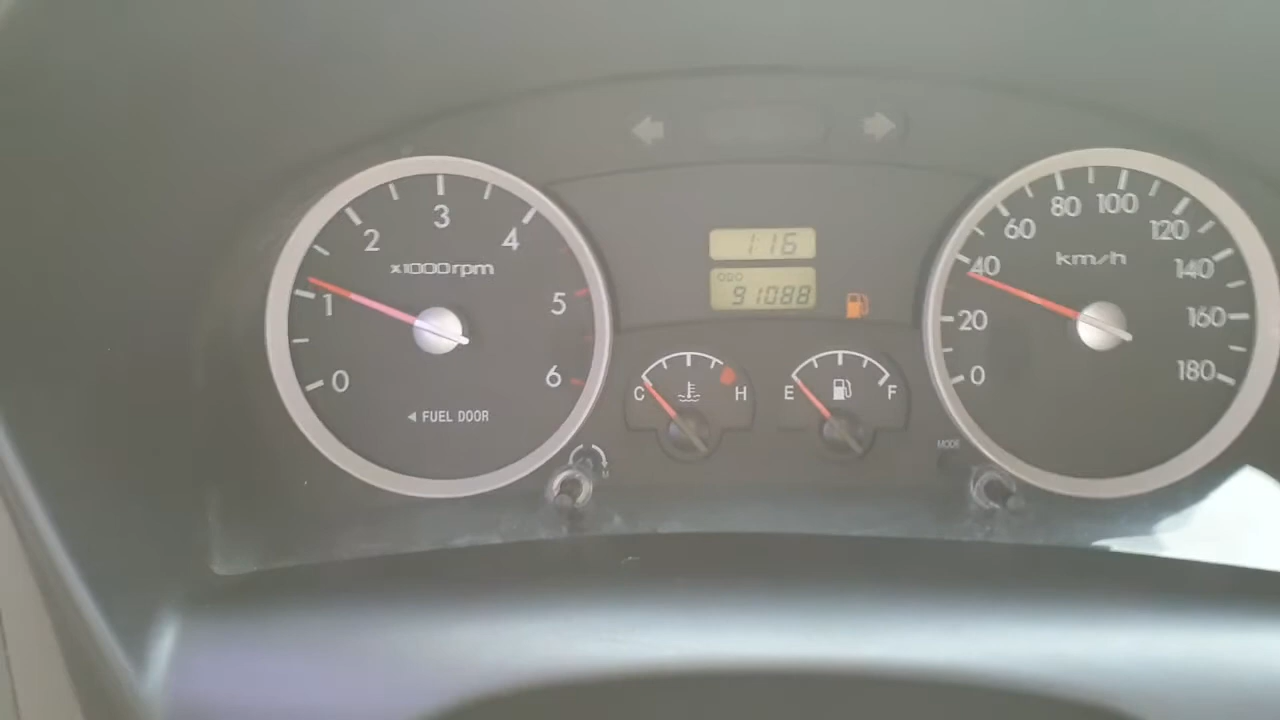 0 1 2 3 4 5 6
x1000rpm
◄ FUEL DOOR
1:16
ODO
91088
C H
E F
MODE
0 20 40 60 80 100 120 140 160 180
km/h